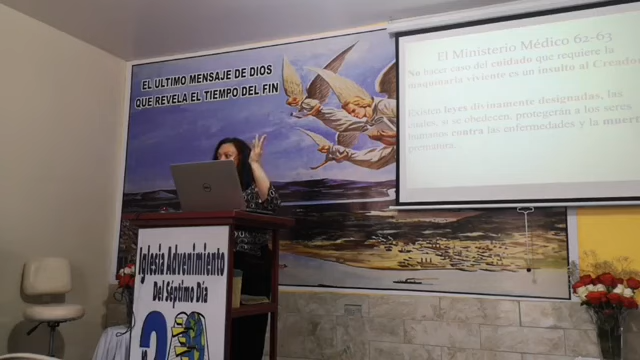 EL ULTIMO MENSAJE DE DIOS
QUE REVELA EL TIEMPO DEL FIN
El Ministerio Médico 62-63
No hacer caso del cuidado que requiere la
maquinaria viviente es un insulto al Creador.
Existen leyes divinamente designadas, las
cuales, si se obedecen, protegerán a los seres
humanos contra las enfermedades y la muerte
prematura.
DELL
Iglesia Advenimiento
Del Séptimo Día